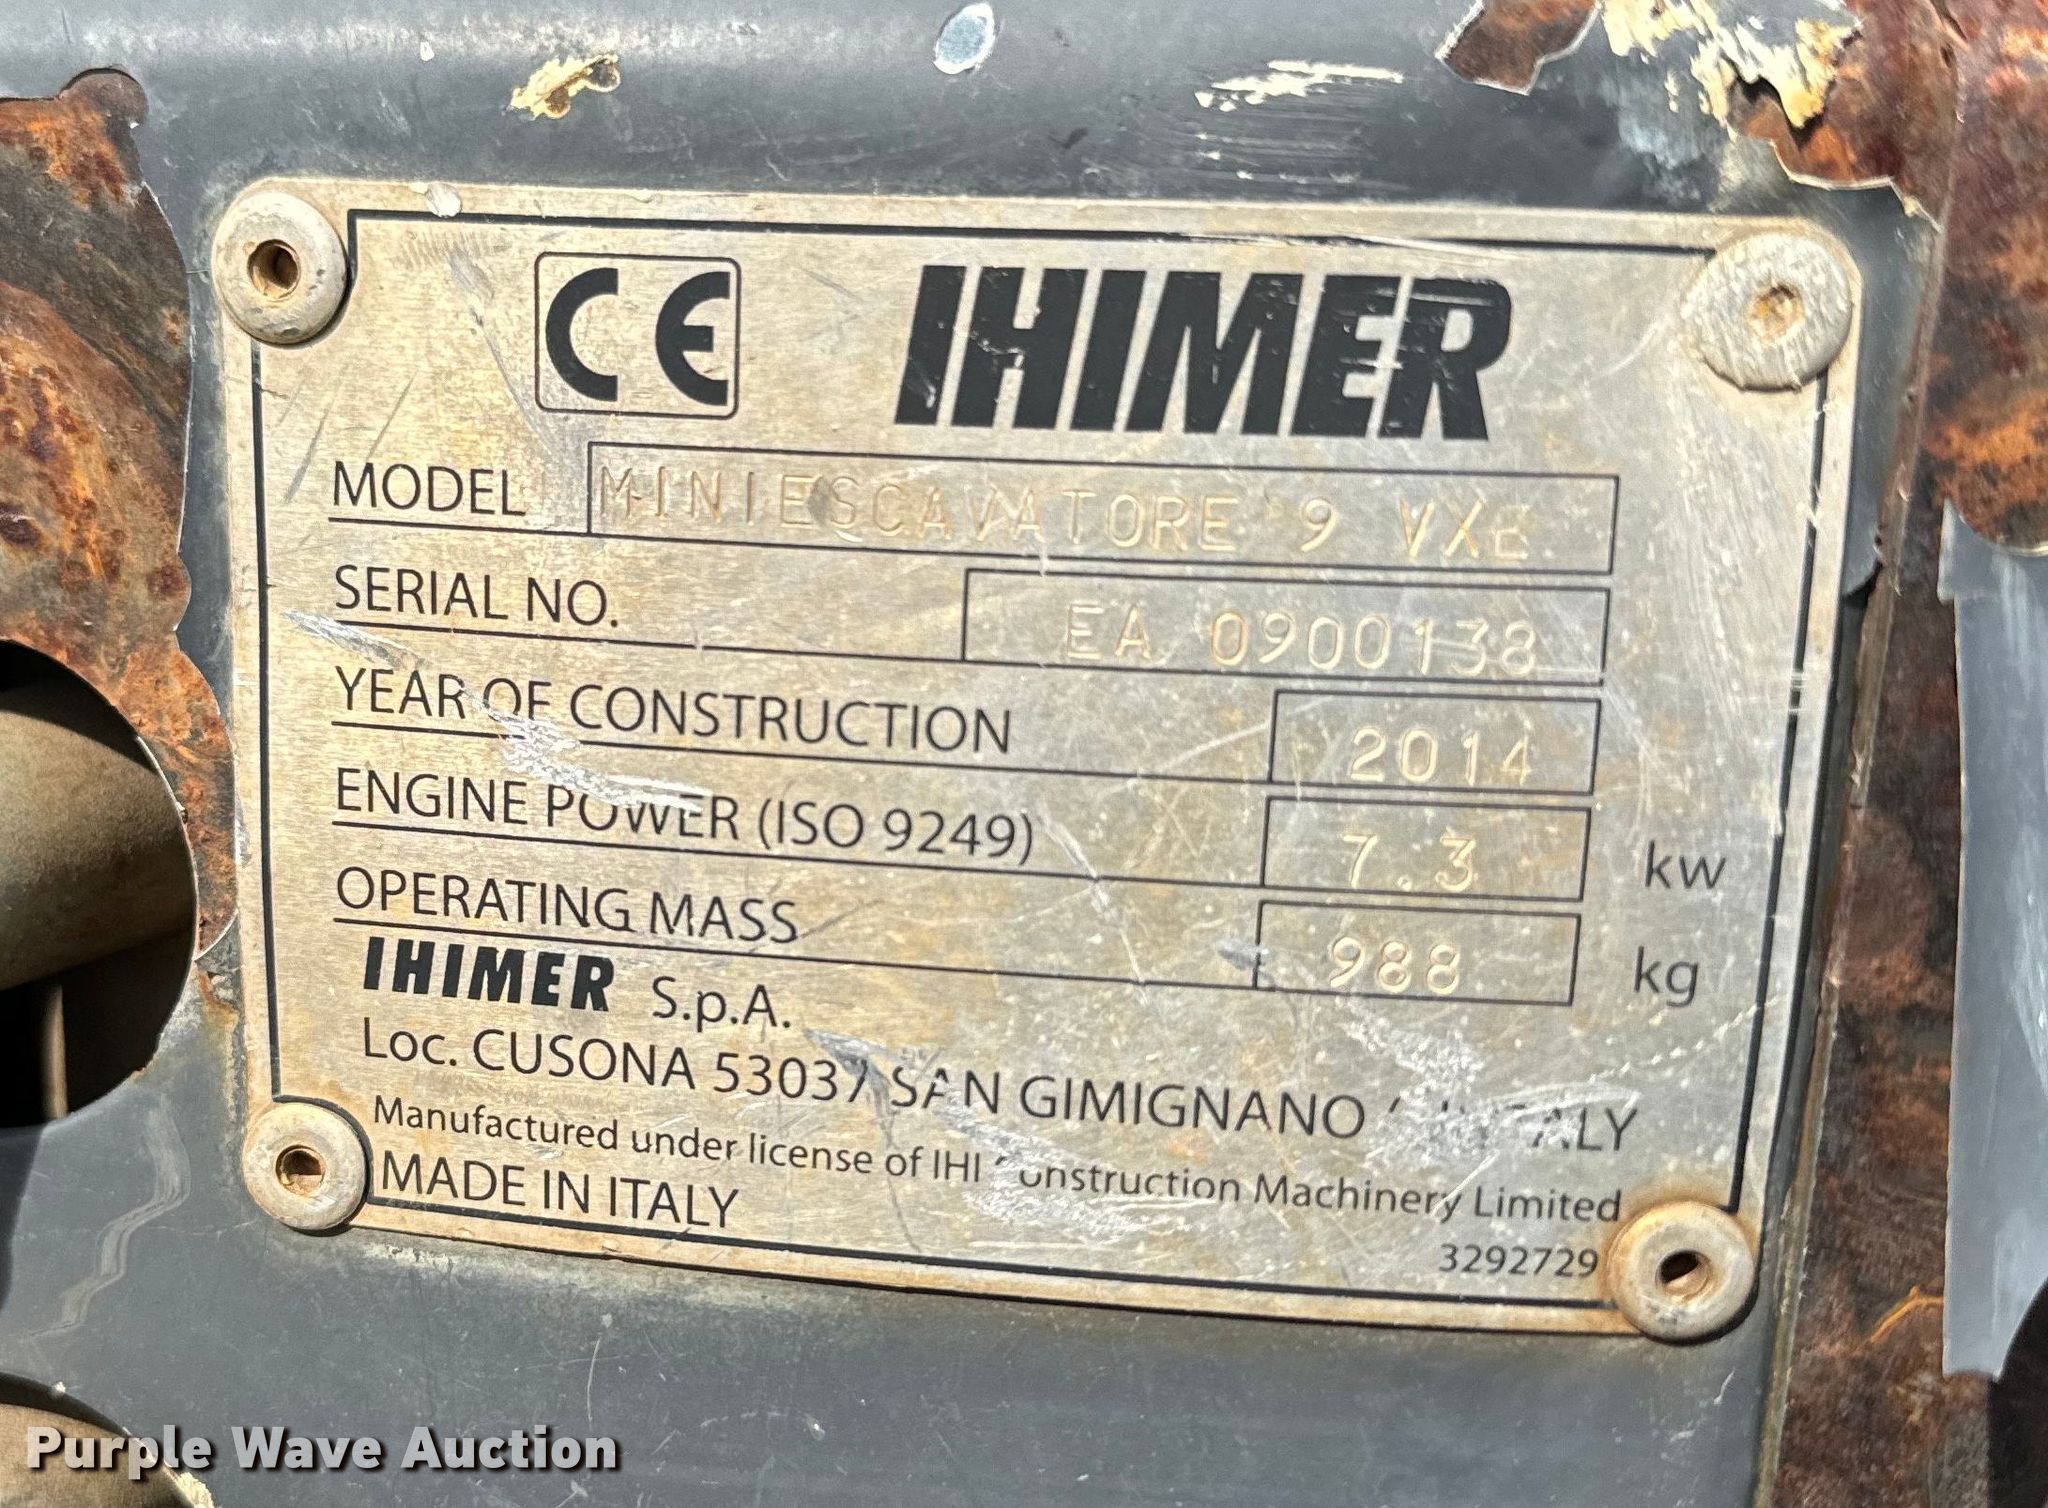 CE IHIMER
MODEL MINIESCAVATORE 9 VXE
SERIAL NO. EA 0900138
YEAR OF CONSTRUCTION 2014
ENGINE POWER (ISO 9249) 7.3 kw
OPERATING MASS 988 kg
IHIMER S.p.A.
Loc. CUSONA 53037 SAN GIMIGNANO ITALY
Manufactured under license of IHI Construction Machinery Limited
MADE IN ITALY
3292729
Purple Wave Auction